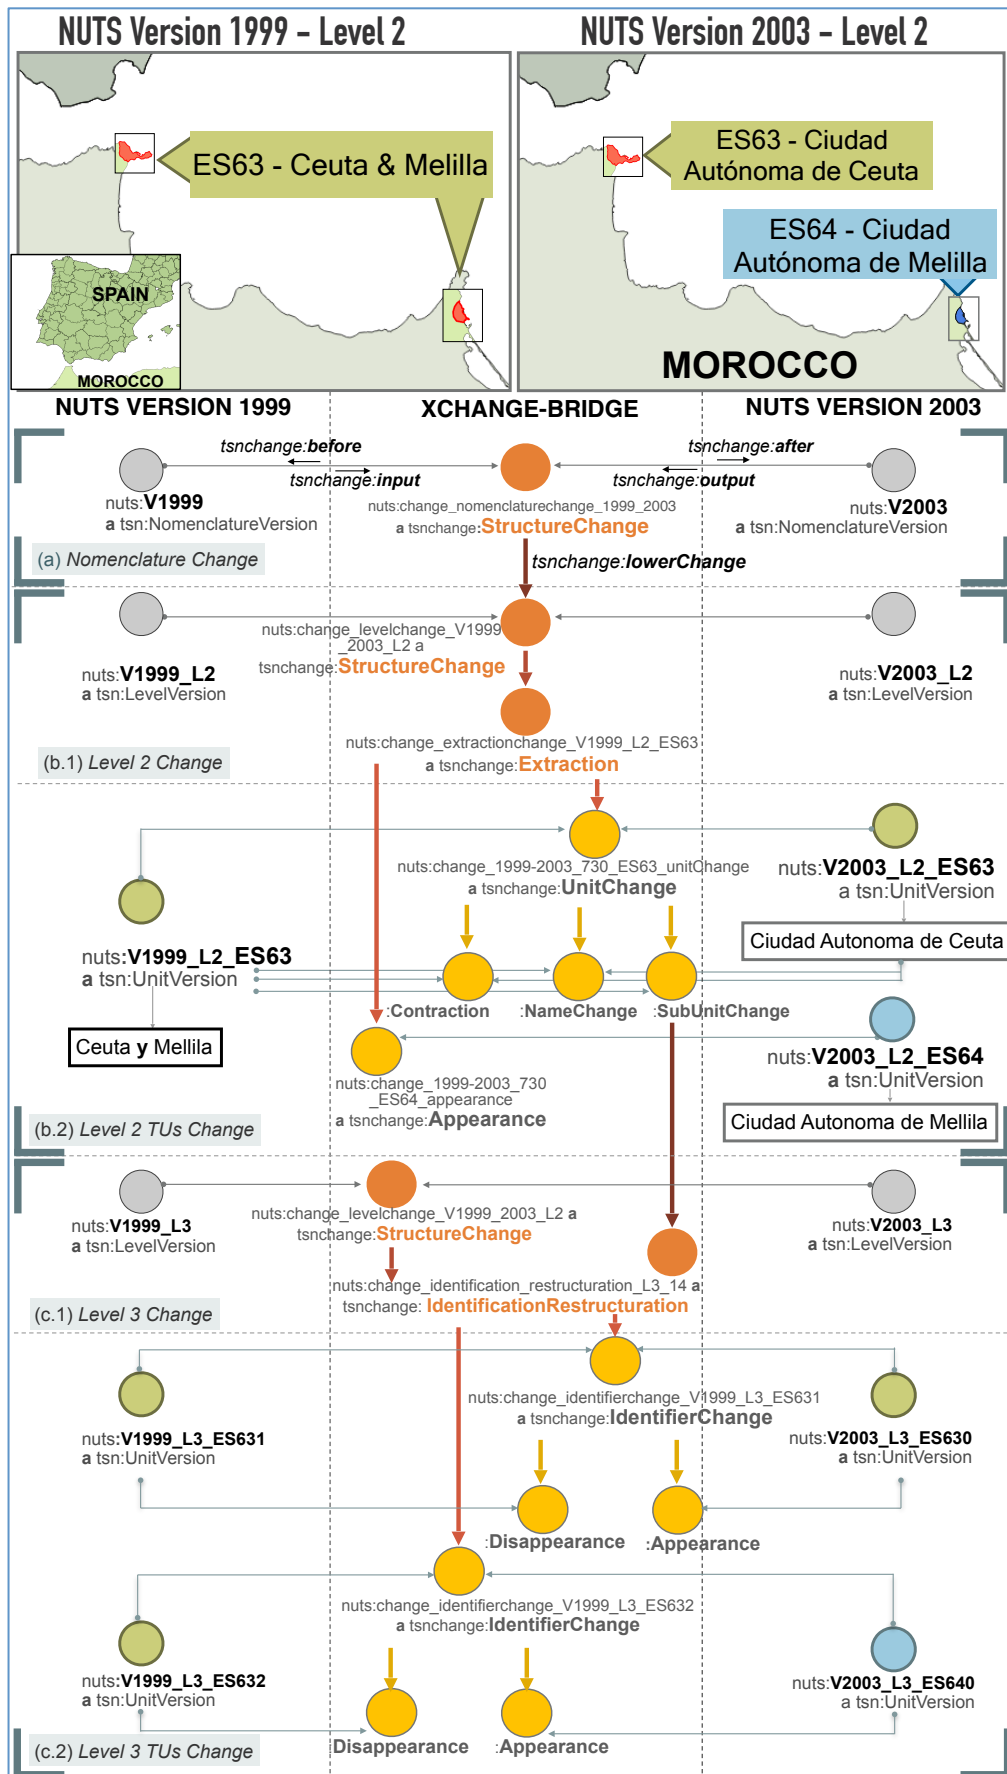 NUTS Version 1999 – Level 2
NUTS Version 2003 – Level 2
ES63 - Ceuta & Melilla
ES63 - Ciudad
Autónoma de Ceuta
ES64 - Ciudad
Autónoma de Melilla
SPAIN
MOROCCO
MOROCCO
NUTS VERSION 1999
XCHANGE-BRIDGE
NUTS VERSION 2003
tsnchange:before
tsnchange:input
tsnchange:after
tsnchange:output
nuts:V1999
a tsn:NomenclatureVersion
nuts:change_nomenclaturechange_1999_2003
a tsnchange:StructureChange
nuts:V2003
a tsn:NomenclatureVersion
(a) Nomenclature Change
tsnchange:lowerChange
nuts:V1999_L2
a tsn:LevelVersion
nuts:change_levelchange_V1999
_2003_L2 a
tsnchange:StructureChange
nuts:V2003_L2
a tsn:LevelVersion
nuts:change_extractionchange_V1999_L2_ES63
a tsnchange:Extraction
(b.1) Level 2 Change
nuts:change_1999-2003_730_ES63_unitChange
a tsnchange:UnitChange
nuts:V2003_L2_ES63
a tsn:UnitVersion
Ciudad Autonoma de Ceuta
nuts:V1999_L2_ES63
a tsn:UnitVersion
Ceuta y Mellila
:Contraction
:NameChange
:SubUnitChange
nuts:V2003_L2_ES64
a tsn:UnitVersion
Ciudad Autonoma de Mellila
nuts:change_1999-2003_730
_ES64_appearance
a tsnchange:Appearance
(b.2) Level 2 TUs Change
nuts:V1999_L3
a tsn:LevelVersion
nuts:change_levelchange_V1999_2003_L2 a
tsnchange:StructureChange
nuts:V2003_L3
a tsn:LevelVersion
nuts:change_identification_restructuration_L3_14 a
tsnchange: IdentificationRestructuration
(c.1) Level 3 Change
nuts:change_identifierchange_V1999_L3_ES631
a tsnchange:IdentifierChange
nuts:V1999_L3_ES631
a tsn:UnitVersion
nuts:V2003_L3_ES630
a tsn:UnitVersion
:Disappearance
:Appearance
nuts:change_identifierchange_V1999_L3_ES632
a tsnchange:IdentifierChange
nuts:V1999_L3_ES632
a tsn:UnitVersion
nuts:V2003_L3_ES640
a tsn:UnitVersion
:Disappearance
:Appearance
(c.2) Level 3 TUs Change